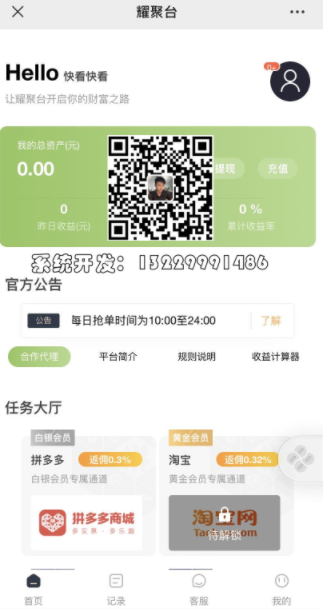 耀聚台
Hello 快看快看
0+
让耀聚台开启你的财富之路
我的总资产(元)
0.00
提现
充值
0
0 %
昨日收益(元)
累计收益率
系统开发：13229991486
官方公告
公告 每日抢单时间为10:00至24:00 了解
合作代理 平台简介 规则说明 收益计算器
任务大厅
白银会员
黄金会员
拼多多 返佣0.3%
淘宝 返佣0.32%
白银会员专属通道
黄金会员专属通道
拼多多商城
多实惠·多乐趣
淘宝网
待解锁
首页 记录 客服 我的